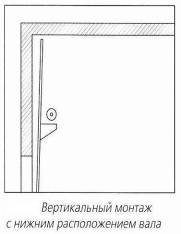 Вертикальный монтаж
с нижним расположением вала